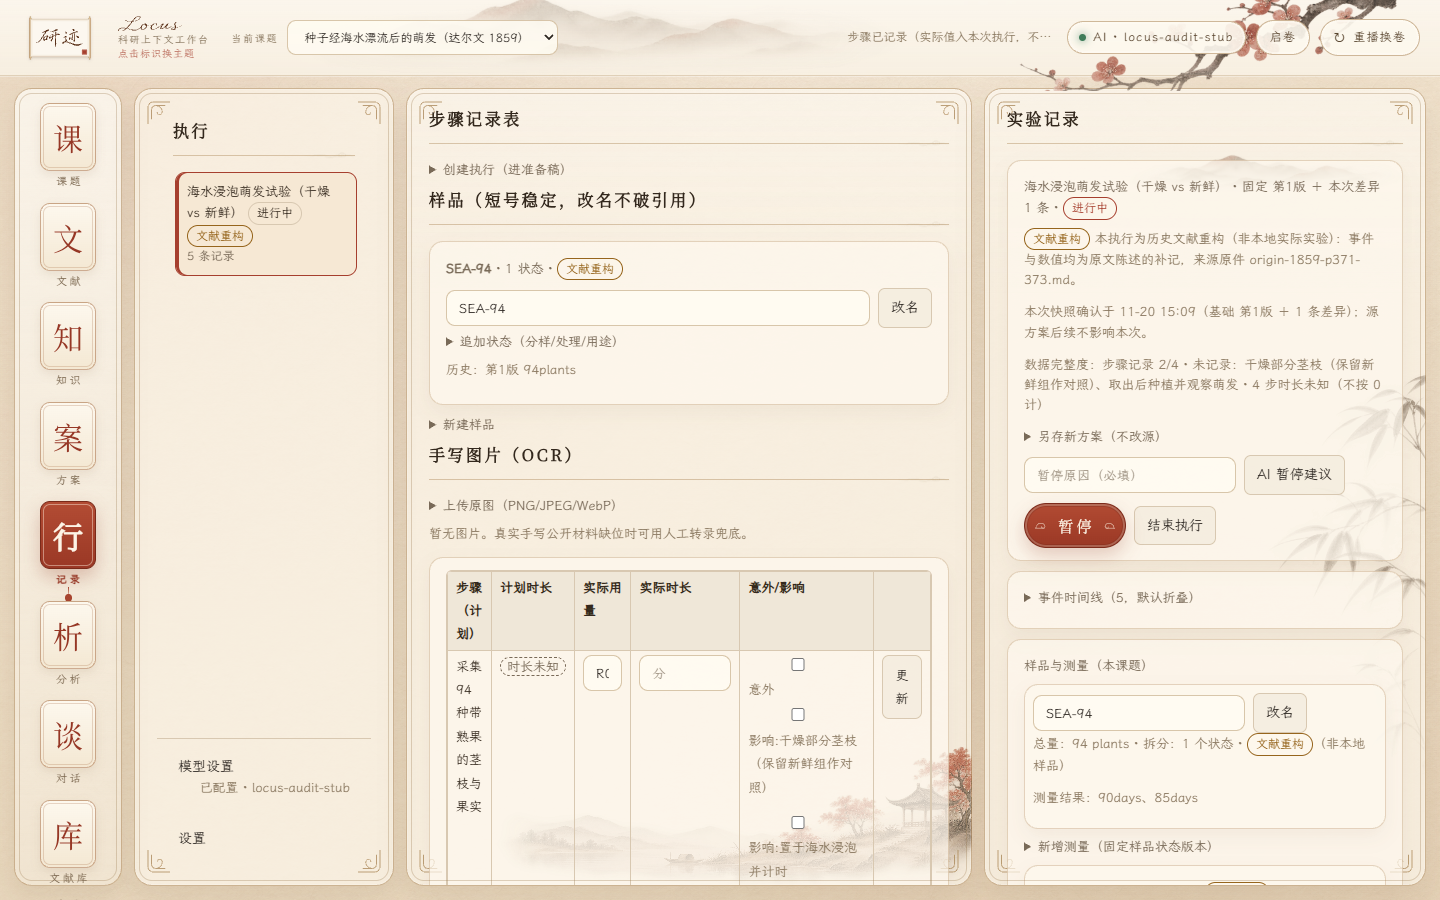 研迹
Locus
科研上下文工作台
点击标识换主题
当前课题
种子经海水漂流后的萌发（达尔文 1859）
步骤已记录（实际值入本次执行，不…
AI · locus-audit-stub
启卷
↻ 重播换卷
课
课题
文
文献
知
知识
案
方案
行
记录
析
分析
谈
对话
库
文献库
执行
海水浸泡萌发试验（干燥
vs 新鲜） 进行中
文献重构
5 条记录
模型设置
已配置 · locus-audit-stub
设置
步骤记录表
▶ 创建执行（进准备稿）
样品（短号稳定，改名不破引用）
SEA-94 · 1 状态 · 文献重构
SEA-94
改名
▶ 追加状态（分样/处理/用途）
历史：第1版 94plants
▶ 新建样品
手写图片（OCR）
▶ 上传原图（PNG/JPEG/WebP）
暂无图片。真实手写公开材料缺位时可用人工转录兜底。
步骤
（计
划）
计划时长
实际用
量
实际时长
意外/影响
采集
94
种带
熟果
的茎
枝与
果实
时长未知
分
意外
影响:干燥部分茎枝
（保留新鲜组作对
照）
影响:置于海水浸泡
并计时
更
新
实验记录
海水浸泡萌发试验（干燥 vs 新鲜） · 固定 第1版 ＋ 本次差异
1 条 · 进行中
文献重构 本执行为历史文献重构（非本地实际实验）：事件
与数值均为原文陈述的补记，来源原件 origin-1859-p371-
373.md。
本次快照确认于 11-20 15:09（基础 第1版 ＋ 1 条差异）；源
方案后续不影响本次。
数据完整度：步骤记录 2/4 · 未记录：干燥部分茎枝（保留新
鲜组作对照）、取出后种植并观察萌发 · 4 步时长未知（不按 0
计）
▶ 另存新方案（不改源）
暂停原因（必填）
AI 暂停建议
暂停
结束执行
▶ 事件时间线（5，默认折叠）
样品与测量（本课题）
SEA-94
改名
总量：94 plants · 拆分：1 个状态 · 文献重构 （非本地
样品）
测量结果：90days、85days
▶ 新增测量（固定样品状态版本）